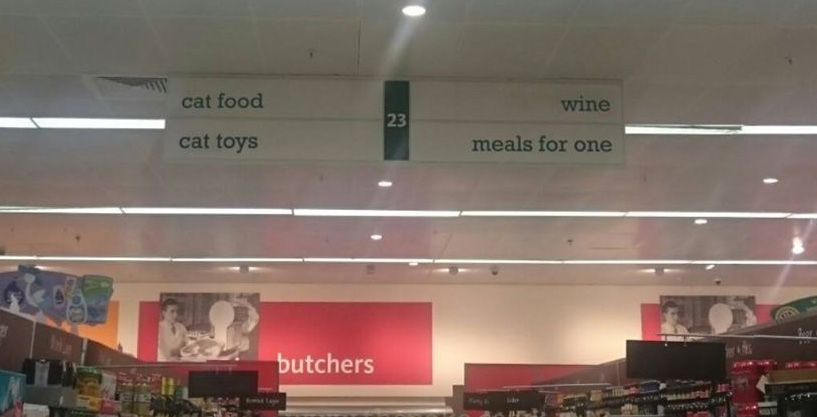 cat food
cat toys
23
wine
meals for one
butchers